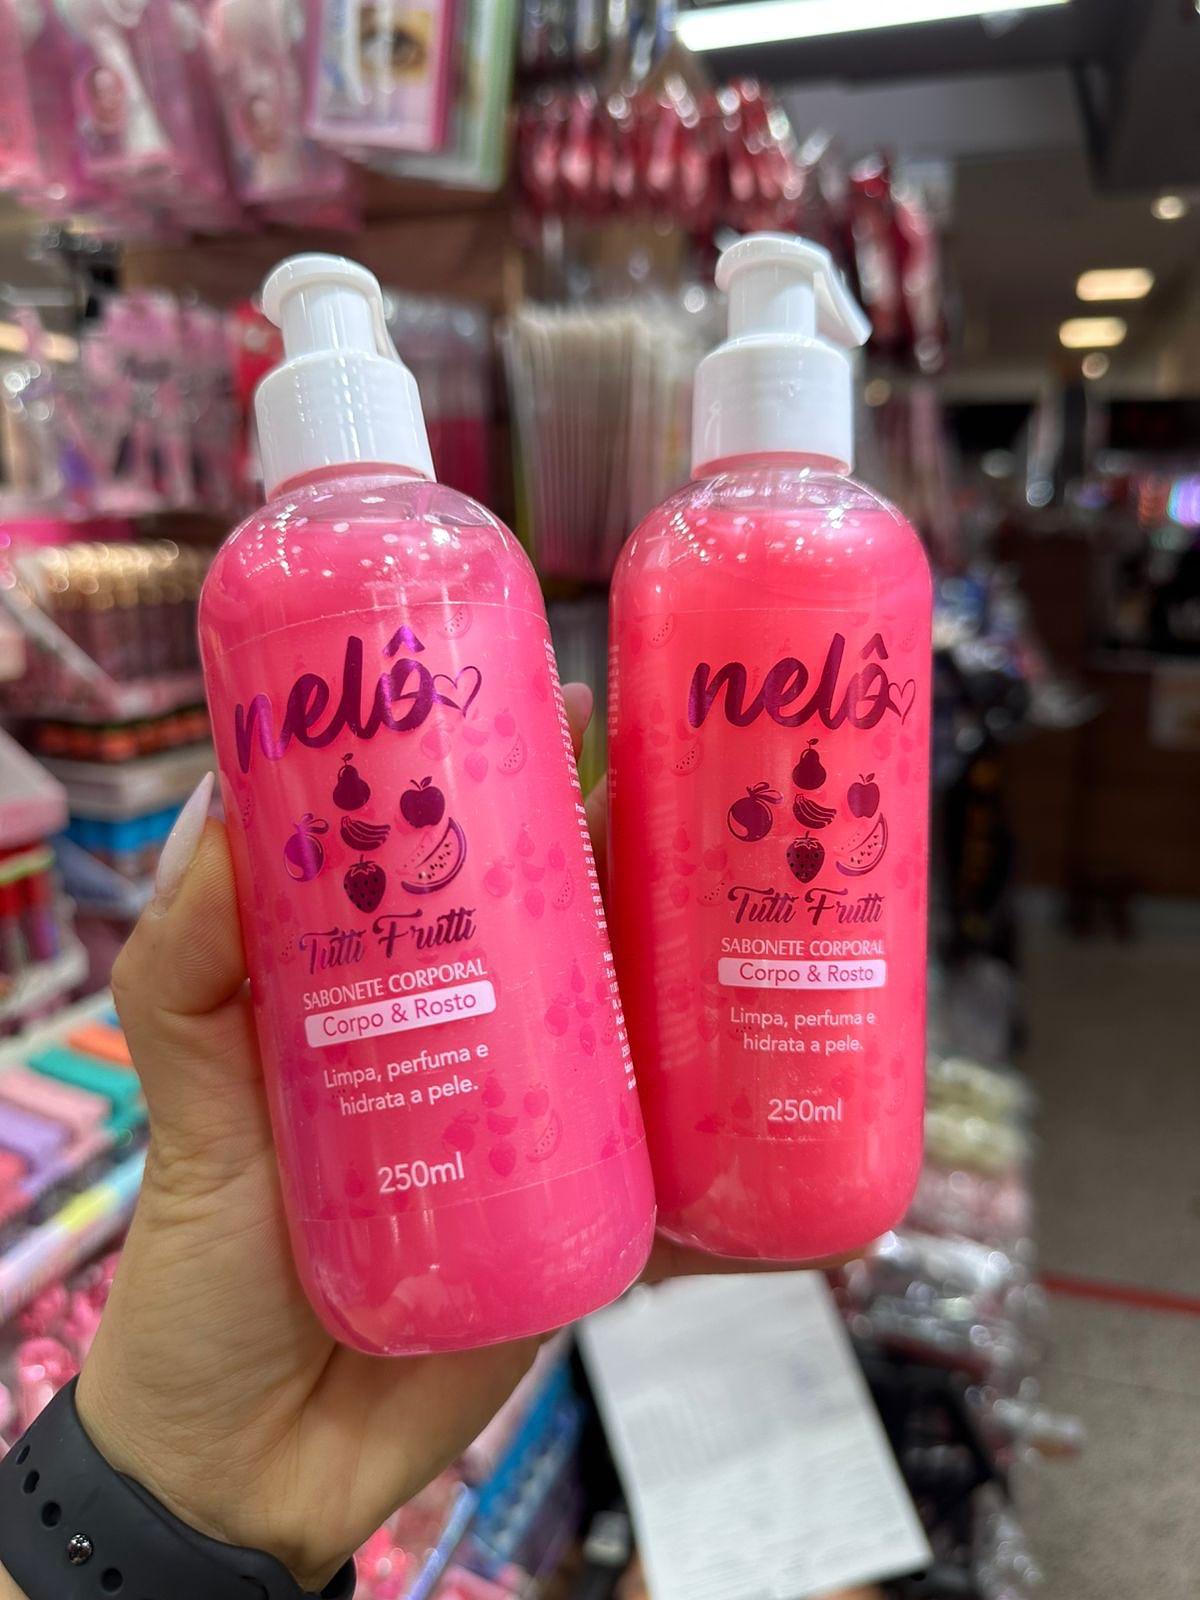 nelô
Tutti Frutti
SABONETE CORPORAL
Corpo & Rosto
Limpa, perfuma e
hidrata a pele.
250ml
nelô
Tutti Frutti
SABONETE CORPORAL
Corpo & Rosto
Limpa, perfuma e
hidrata a pele.
250ml